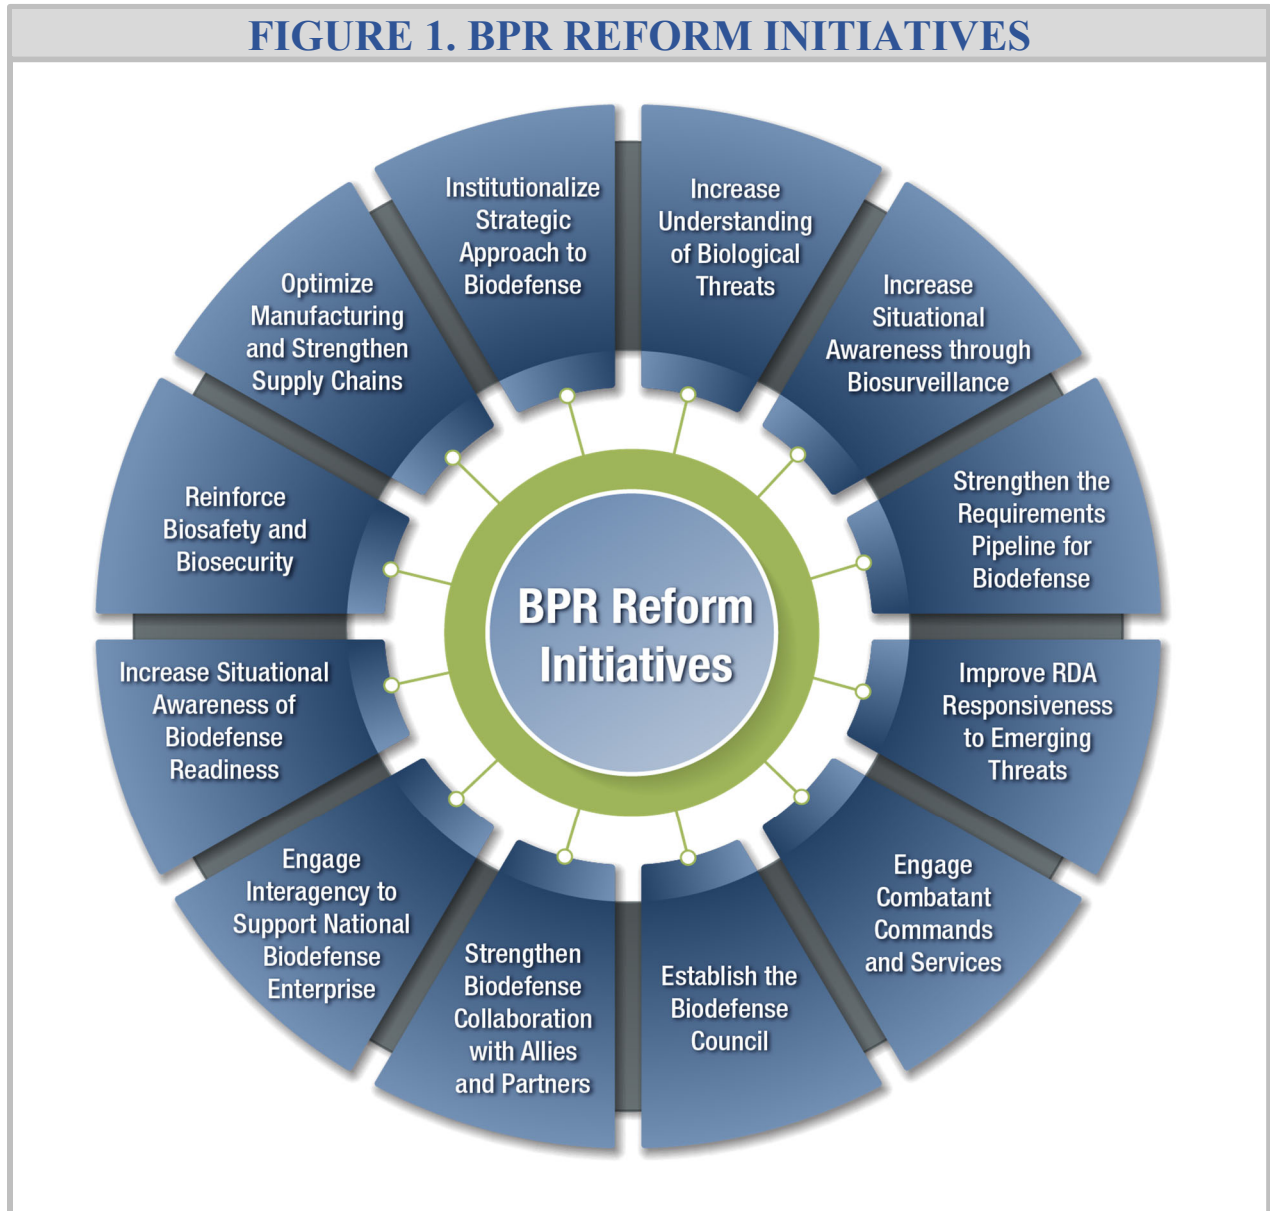 FIGURE 1. BPR REFORM INITIATIVES
Institutionalize
Strategic
Approach to
Biodefense
Increase
Understanding
of Biological
Threats
Increase
Situational
Awareness through
Biosurveillance
Strengthen the
Requirements
Pipeline for
Biodefense
Improve RDA
Responsiveness
to Emerging
Threats
Engage
Combatant
Commands
and Services
Establish the
Biodefense
Council
Strengthen
Biodefense
Collaboration
with Allies
and Partners
Engage
Interagency to
Support National
Biodefense
Enterprise
Increase Situational
Awareness of
Biodefense
Readiness
Reinforce
Biosafety and
Biosecurity
Optimize
Manufacturing
and Strengthen
Supply Chains
BPR Reform
Initiatives